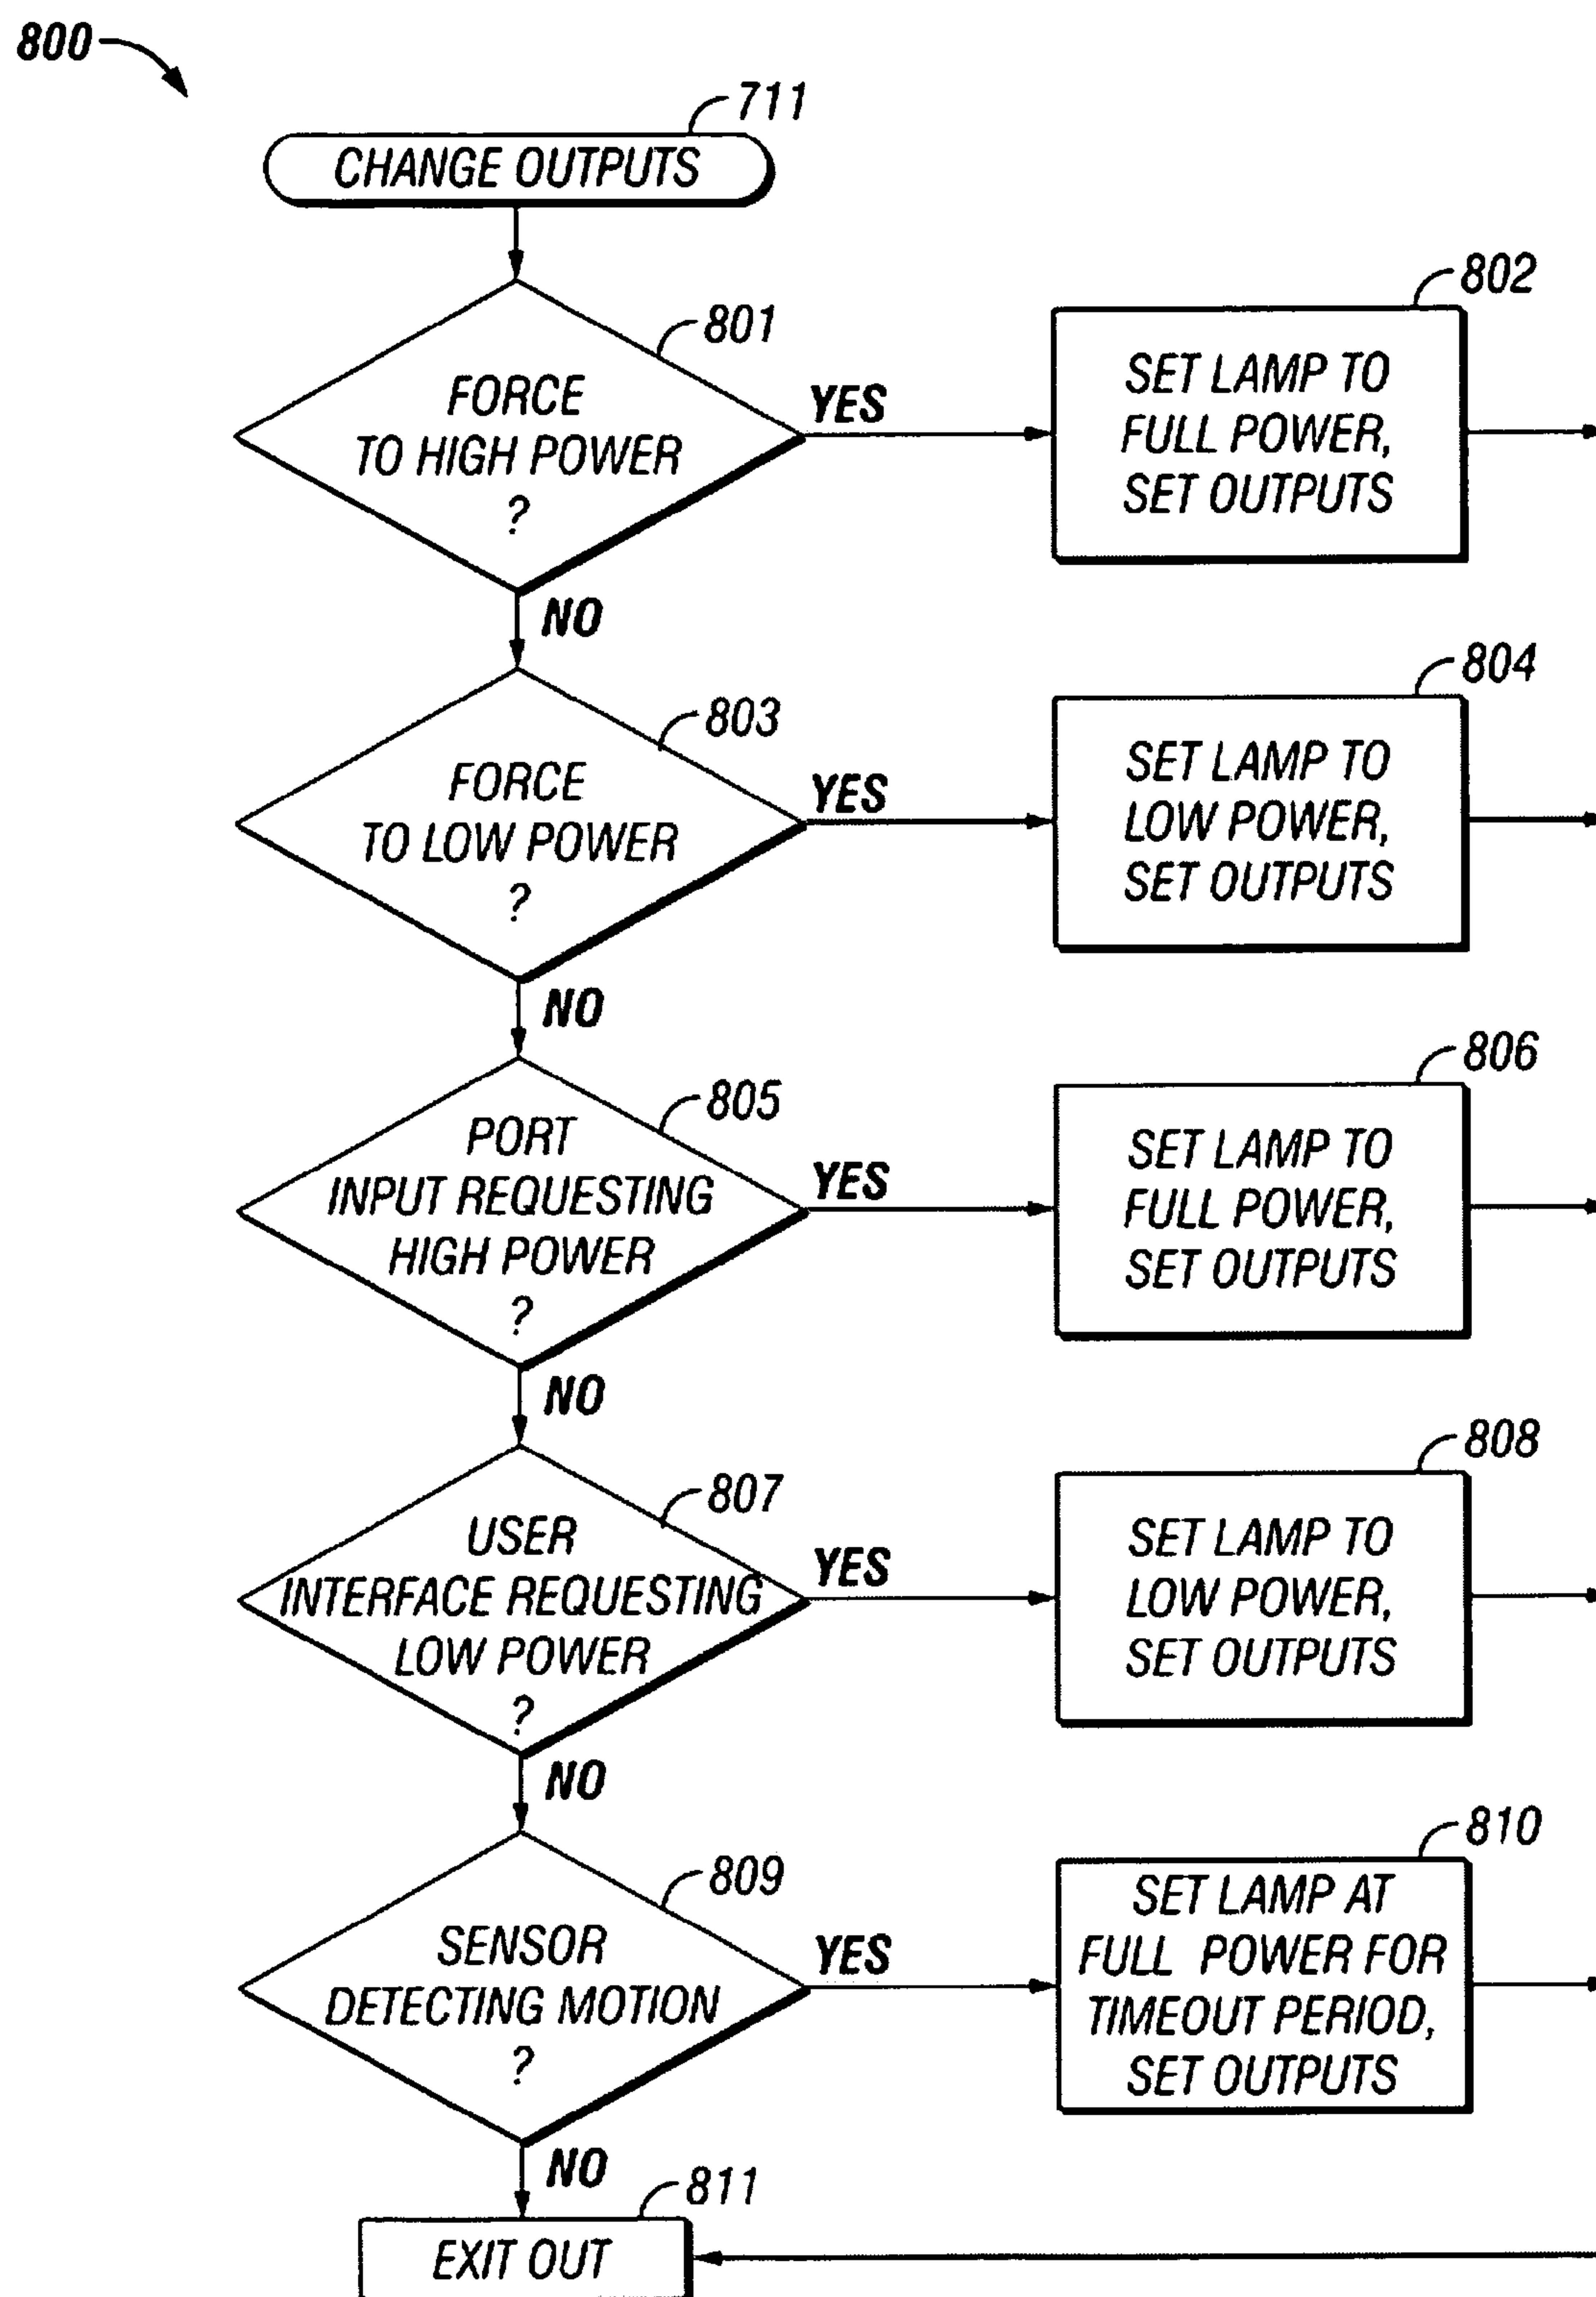 800
711
CHANGE OUTPUTS
801
802
FORCE
TO HIGH POWER
?
YES
SET LAMP TO
FULL POWER,
SET OUTPUTS
NO
803
804
FORCE
TO LOW POWER
?
YES
SET LAMP TO
LOW POWER,
SET OUTPUTS
NO
805
806
PORT
INPUT REQUESTING
HIGH POWER
?
YES
SET LAMP TO
FULL POWER,
SET OUTPUTS
NO
807
808
USER
INTERFACE REQUESTING
LOW POWER
?
YES
SET LAMP TO
LOW POWER,
SET OUTPUTS
NO
809
810
SENSOR
DETECTING MOTION
?
YES
SET LAMP AT
FULL POWER FOR
TIMEOUT PERIOD,
SET OUTPUTS
NO
811
EXIT OUT